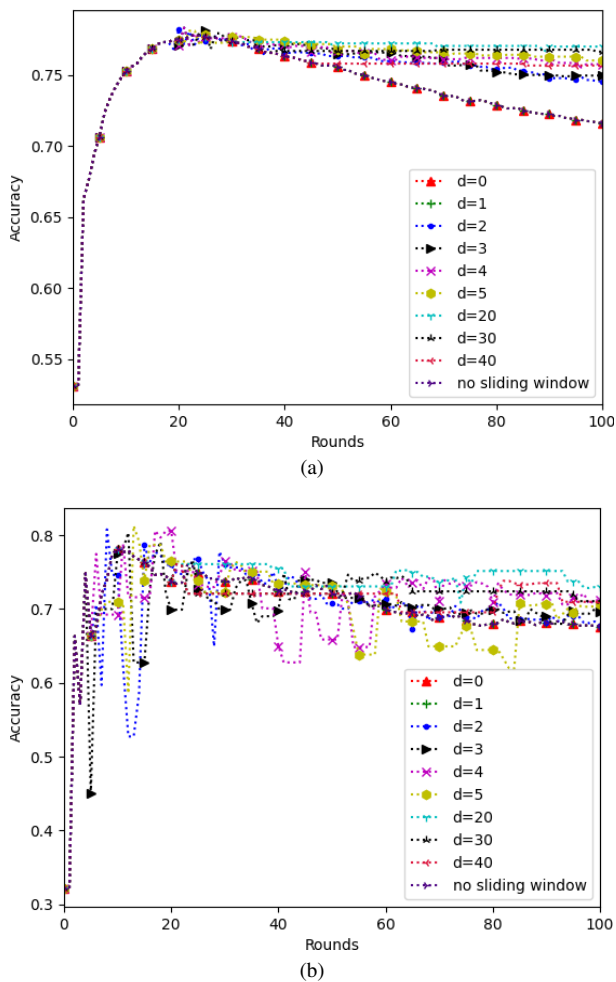 0.75
0.70
0.65
0.60
0.55
Accuracy
d=0
d=1
d=2
d=3
d=4
d=5
d=20
d=30
d=40
no sliding window
0 20 40 60 80 100
Rounds
(a)
0.8
0.7
0.6
0.5
0.4
0.3
Accuracy
d=0
d=1
d=2
d=3
d=4
d=5
d=20
d=30
d=40
no sliding window
0 20 40 60 80 100
Rounds
(b)